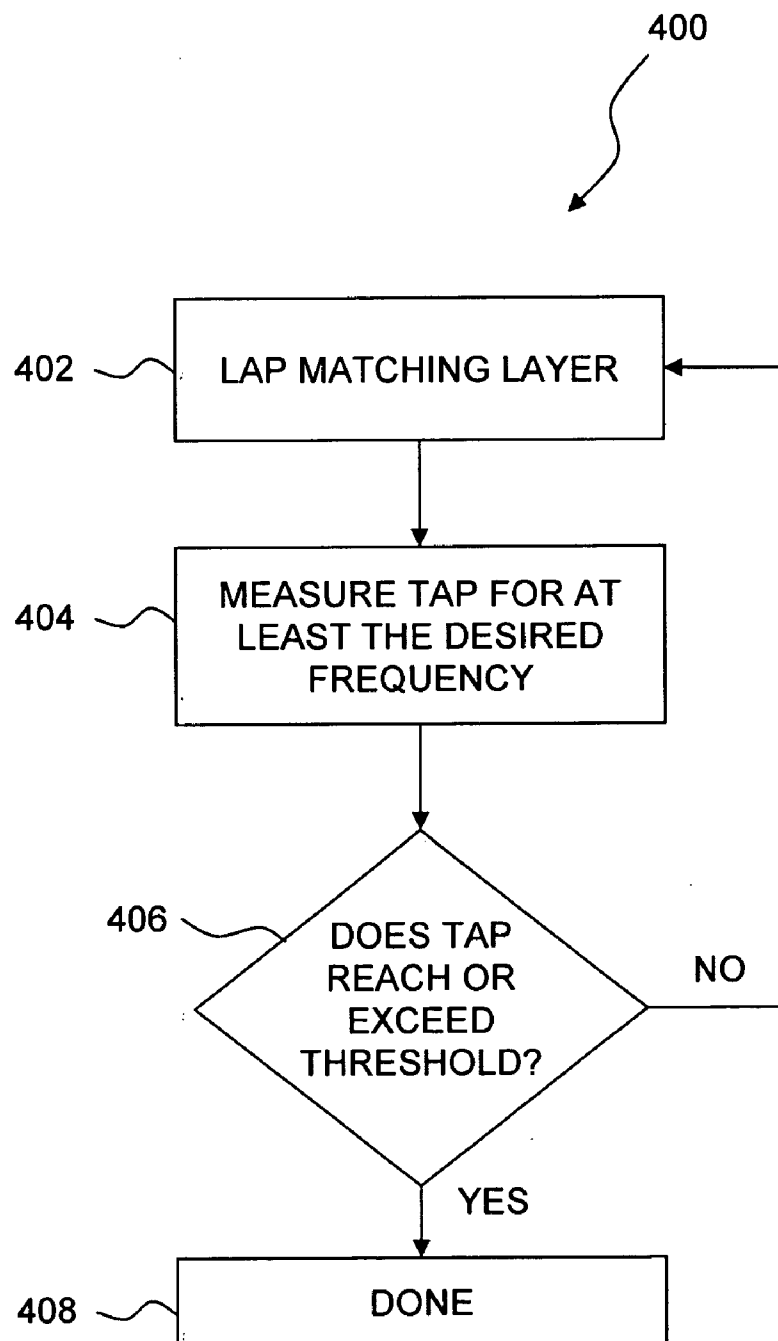 400
402
LAP MATCHING LAYER
404
MEASURE TAP FOR AT
LEAST THE DESIRED
FREQUENCY
406
DOES TAP
REACH OR
EXCEED
THRESHOLD?
NO
YES
408
DONE